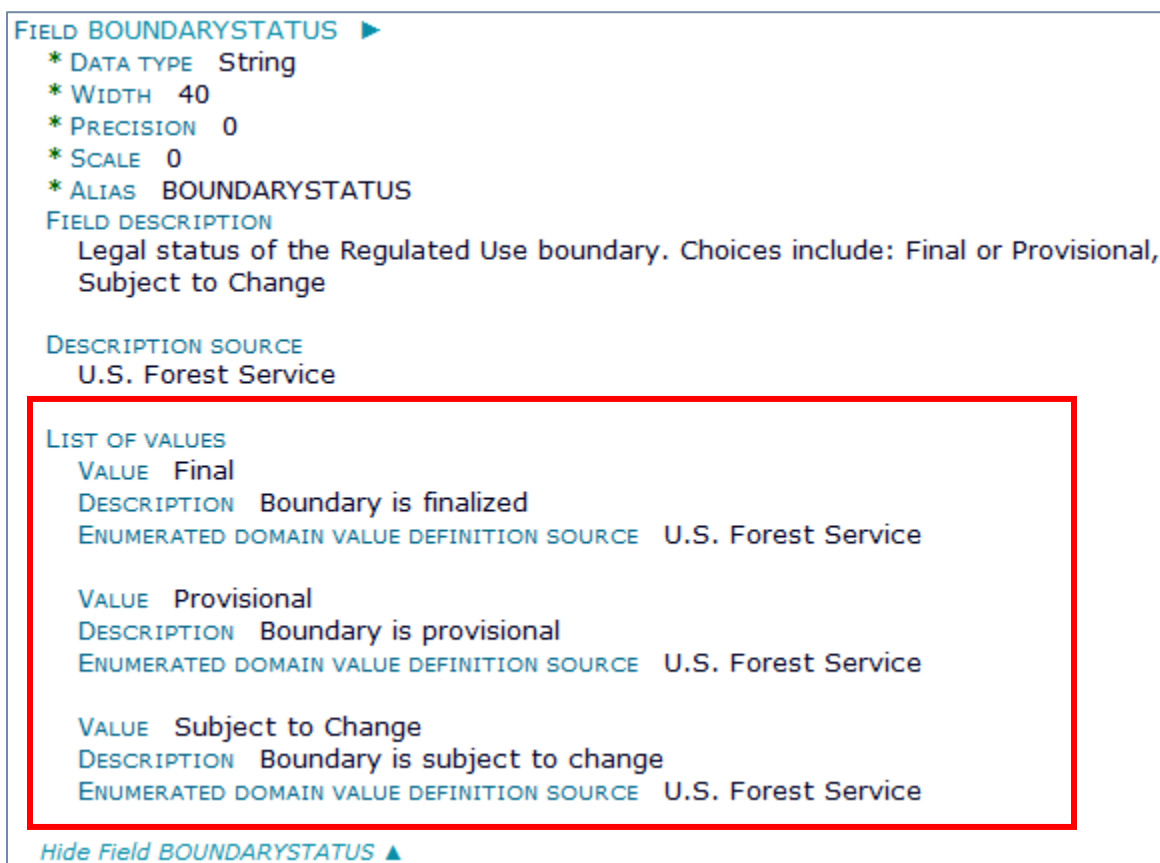 FIELD BOUNDARYSTATUS ►
* DATA TYPE String
* WIDTH 40
* PRECISION 0
* SCALE 0
* ALIAS BOUNDARYSTATUS
FIELD DESCRIPTION
Legal status of the Regulated Use boundary. Choices include: Final or Provisional,
Subject to Change
DESCRIPTION SOURCE
U.S. Forest Service
LIST OF VALUES
VALUE Final
DESCRIPTION Boundary is finalized
ENUMERATED DOMAIN VALUE DEFINITION SOURCE U.S. Forest Service
VALUE Provisional
DESCRIPTION Boundary is provisional
ENUMERATED DOMAIN VALUE DEFINITION SOURCE U.S. Forest Service
VALUE Subject to Change
DESCRIPTION Boundary is subject to change
ENUMERATED DOMAIN VALUE DEFINITION SOURCE U.S. Forest Service
Hide Field BOUNDARYSTATUS ▲